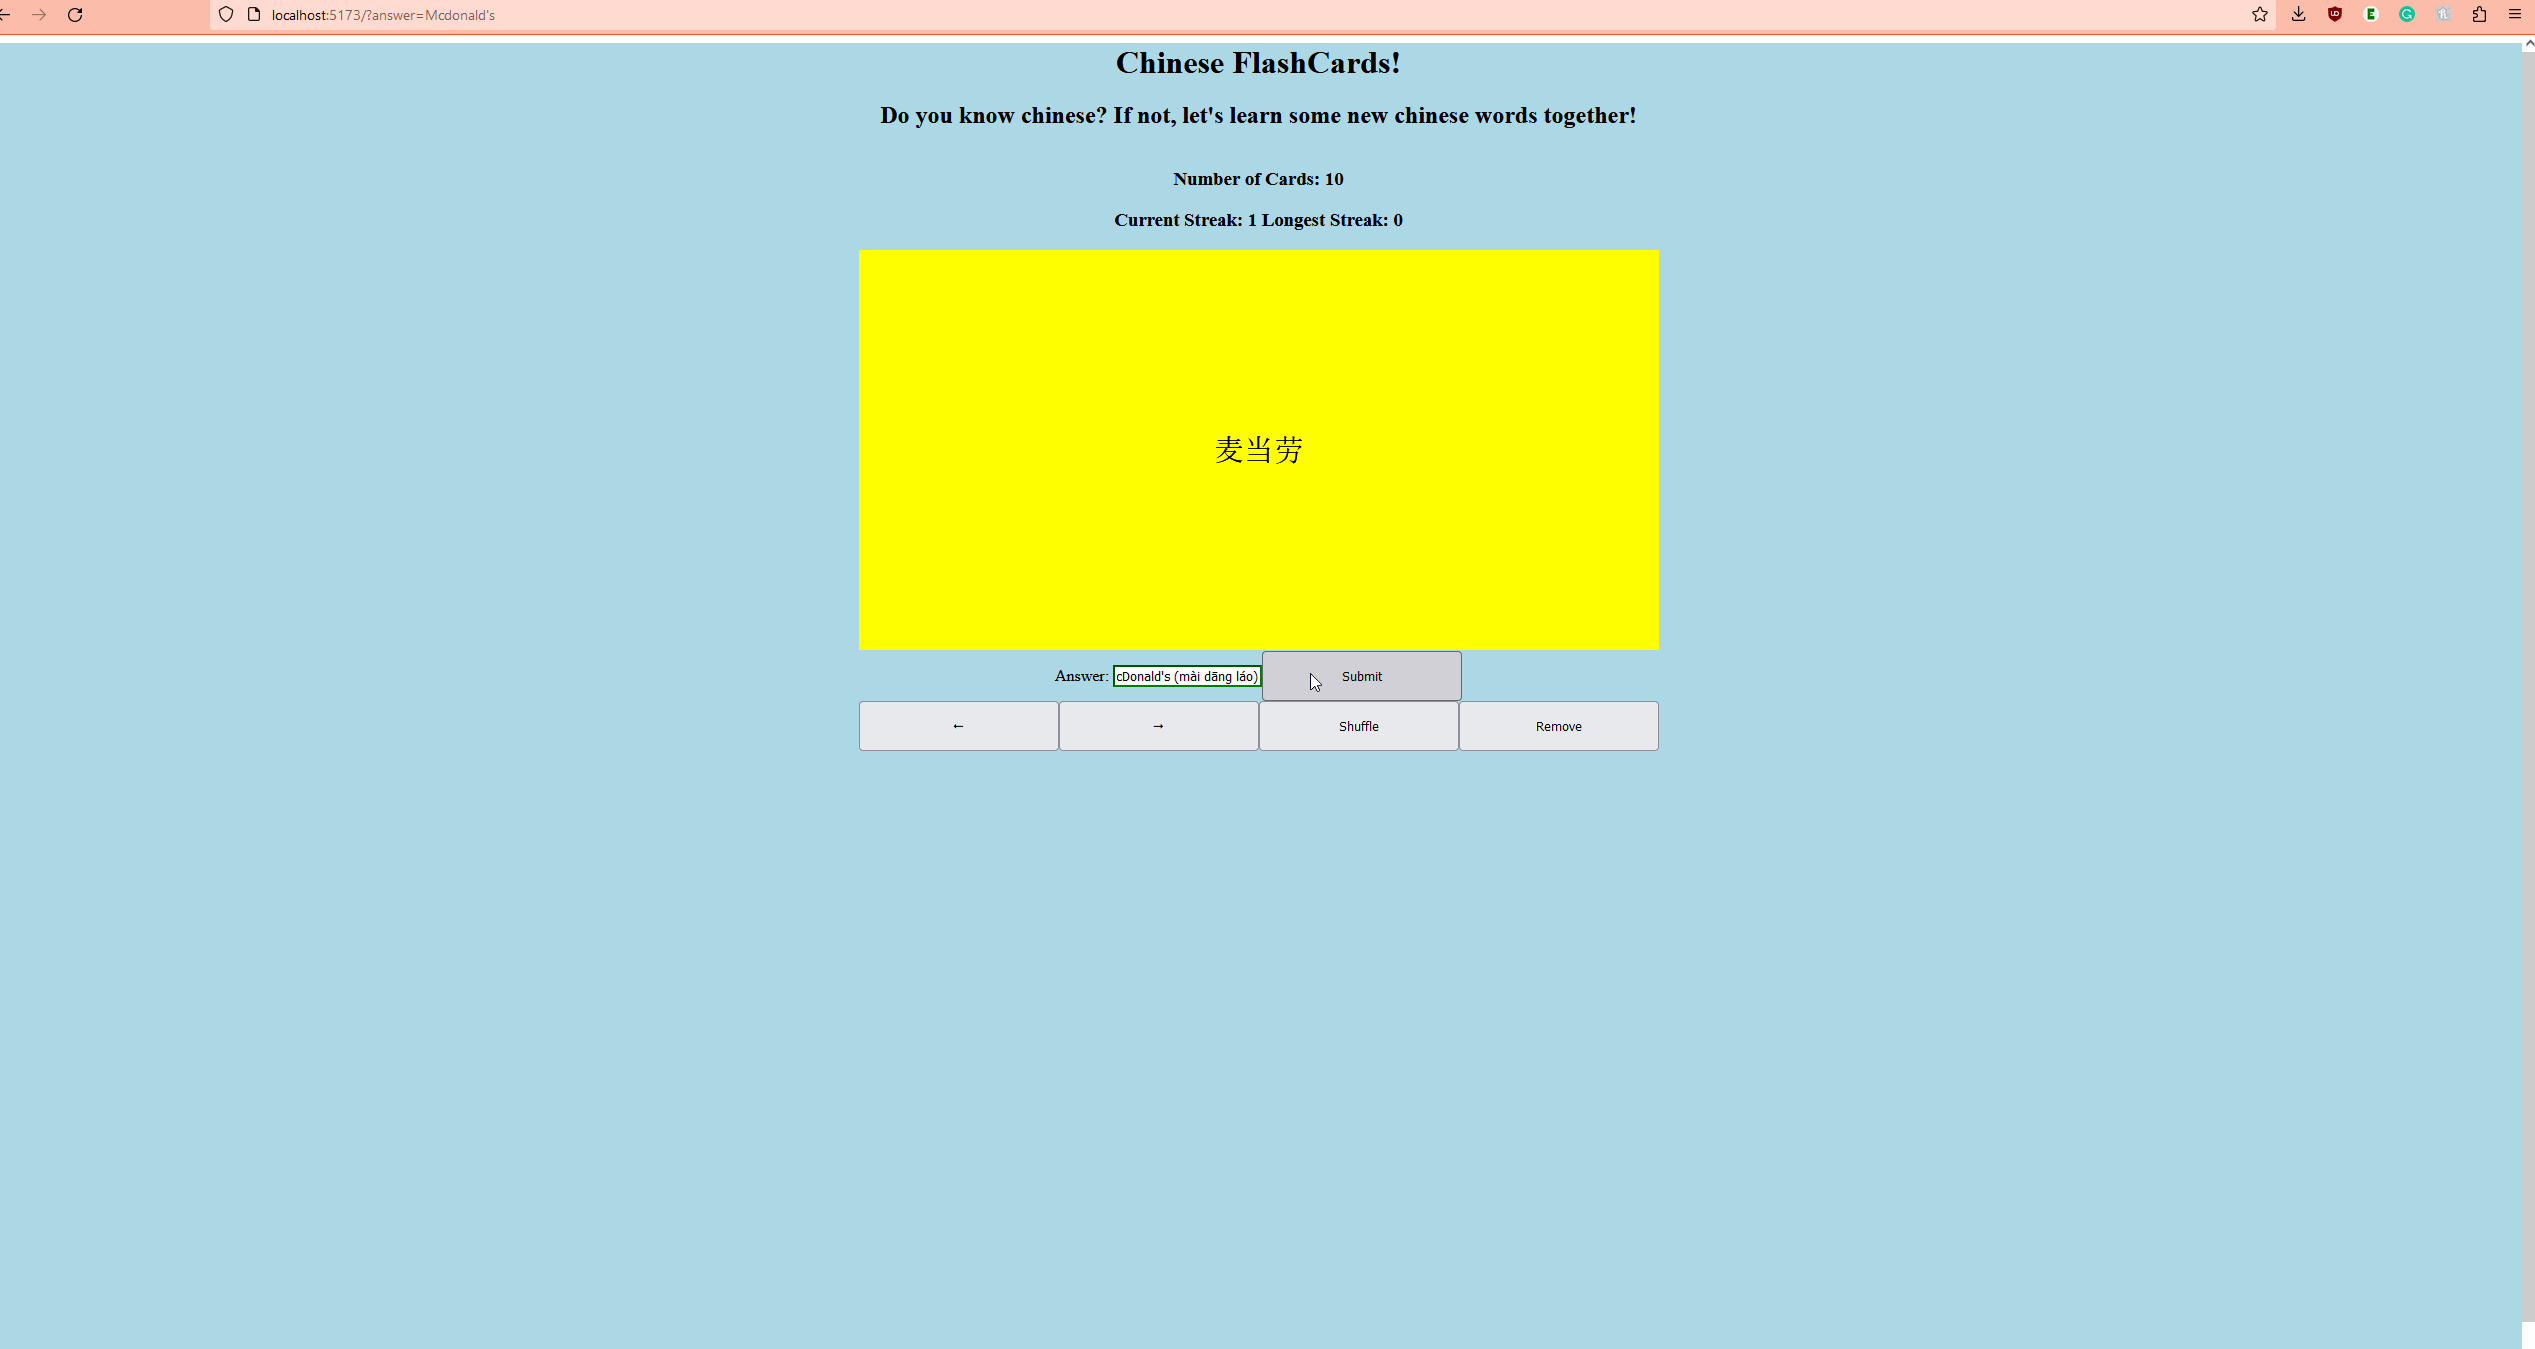 localhost:5173/?answer=Mcdonald's
Chinese FlashCards!
Do you know chinese? If not, let's learn some new chinese words together!
Number of Cards: 10
Current Streak: 1 Longest Streak: 0
麦当劳
Answer: cDonald's (mài dāng láo) Submit
← → Shuffle Remove